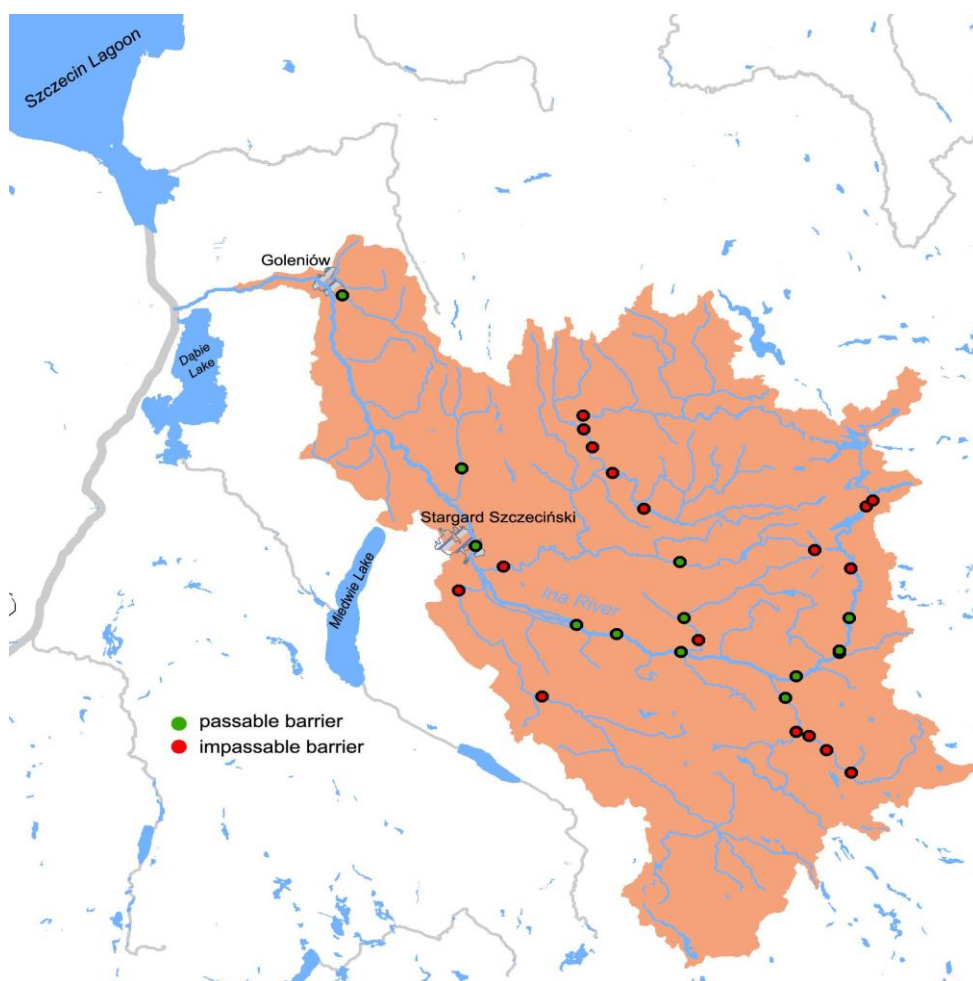 Szczecin Lagoon
Goleniów
Dąbie
Lake
Stargard Szczeciński
Miedwie Lake
Ina River
passable barrier
impassable barrier